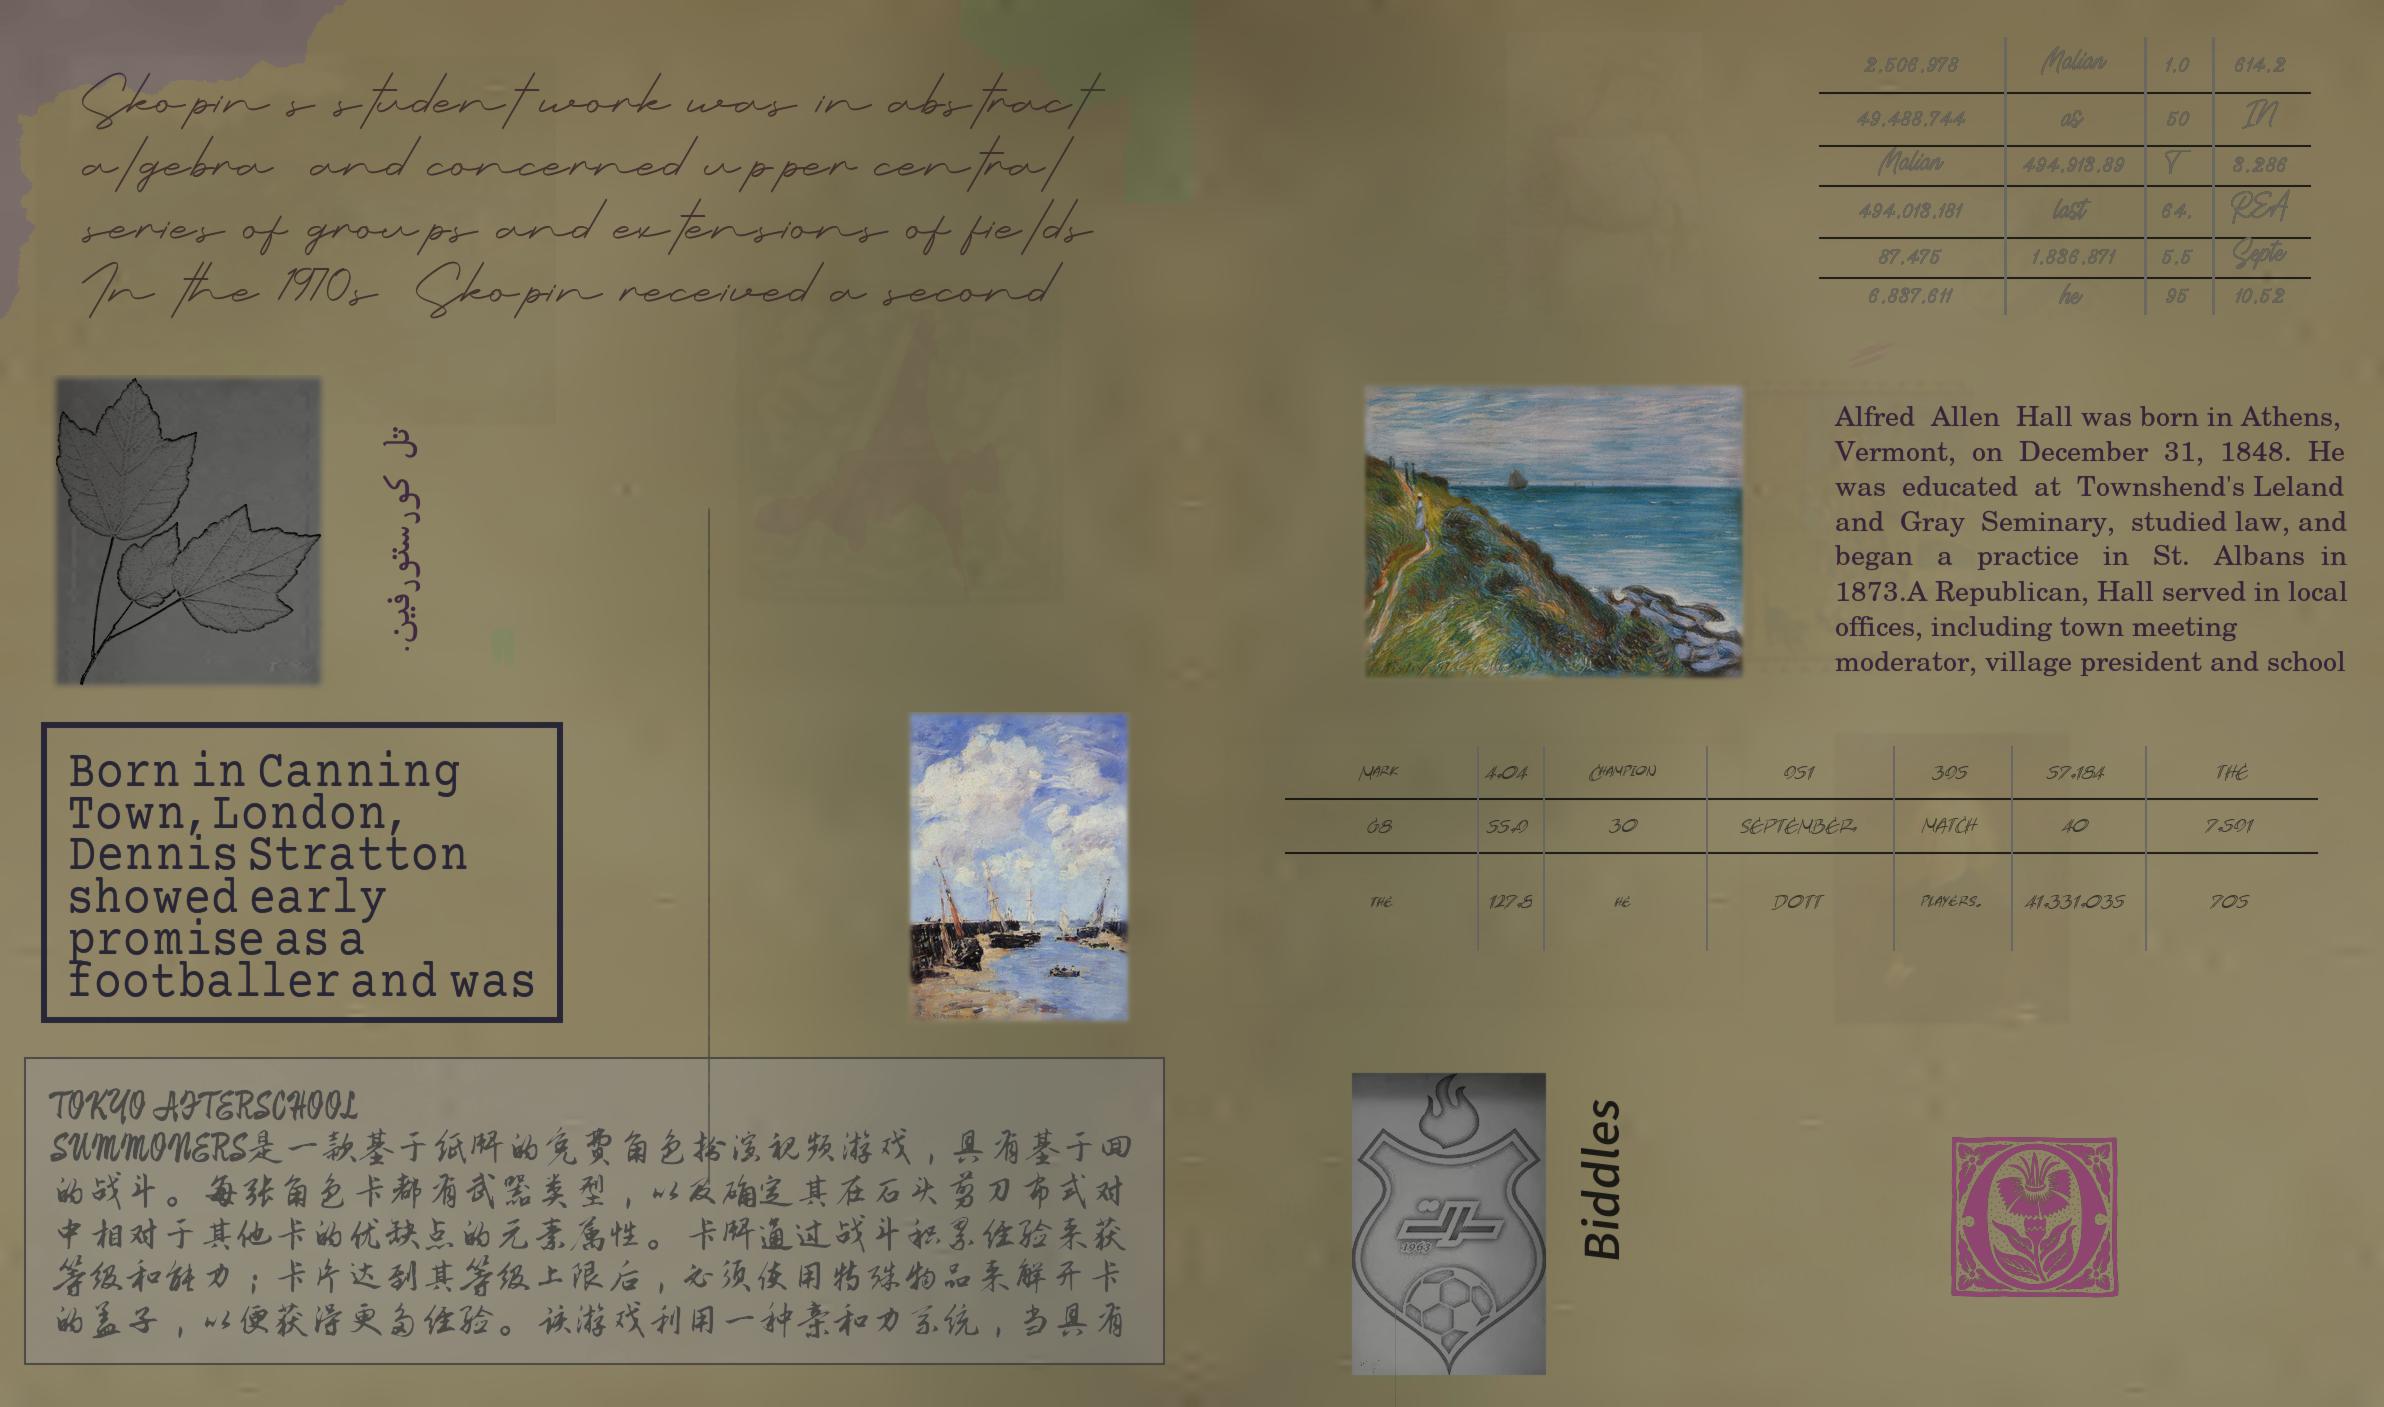 Skopin s student work was in abstract
algebra and concerned upper central
series of groups and extensions of fields
In the 1970s Skopin received a second
2,506,978 Malian 1.0 614.2
49,488,744 as 50 IN
Malian 494,918.89 T 3,286
494,018,181 last 64. REA
87,475 1,836,871 5.5 Septe
6,837,611 he 95 10.52
تل كورستورفين.
Alfred Allen Hall was born in Athens,
Vermont, on December 31, 1848. He
was educated at Townshend's Leland
and Gray Seminary, studied law, and
began a practice in St. Albans in
1873.A Republican, Hall served in local
offices, including town meeting
moderator, village president and school
Born in Canning
Town, London,
Dennis Stratton
showed early
promise as a
footballer and was
MARK 4.04 CHAMPION 951 395 57,184 THE
68 55.9 30 SEPTEMBER MATCH 40 7,591
THE 127.8 HE DOTT PLAYERS. 41,331,035 705
TOKYO AFTERSCHOOL
SUMMONERS是一款基于纸牌的免费角色扮演视频游戏，具有基于回
的战斗。每张角色卡都有武器类型，以及确定其在石头剪刀布式对
中相对于其他卡的优缺点的元素属性。卡牌通过战斗积累经验来获
等级和能力；卡片达到其等级上限后，必须使用特殊物品来解开卡
的盖子，以便获得更多经验。该游戏利用一种亲和力系统，当具有
1963
Biddles
O